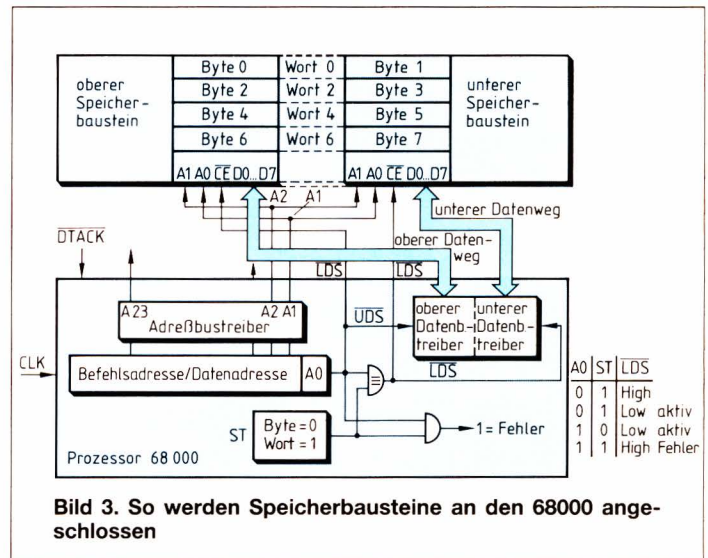 oberer
Speicher-
baustein
Byte 0 Wort 0 Byte 1
Byte 2 Wort 2 Byte 3
Byte 4 Wort 4 Byte 5
Byte 6 Wort 6 Byte 7
unterer
Speicher-
baustein
A1 A0 CE D0...D7
A1 A0 CE D0...D7
A2
A1
unterer Datenweg
oberer Daten-
weg
DTACK
LDS
LDS
A23
A2 A1
Adreßbustreiber
UDS
oberer
Datenb.-
treiber
unterer
Datenb.-
treiber
CLK
Befehlsadresse/Datenadresse
A0
LDS
ST
Byte = 0
Wort = 1
1 = Fehler
Prozessor 68 000
A0 ST LDS
0 1 High
0 1 Low aktiv
1 0 Low aktiv
1 1 High Fehler
Bild 3. So werden Speicherbausteine an den 68000 ange-
schlossen